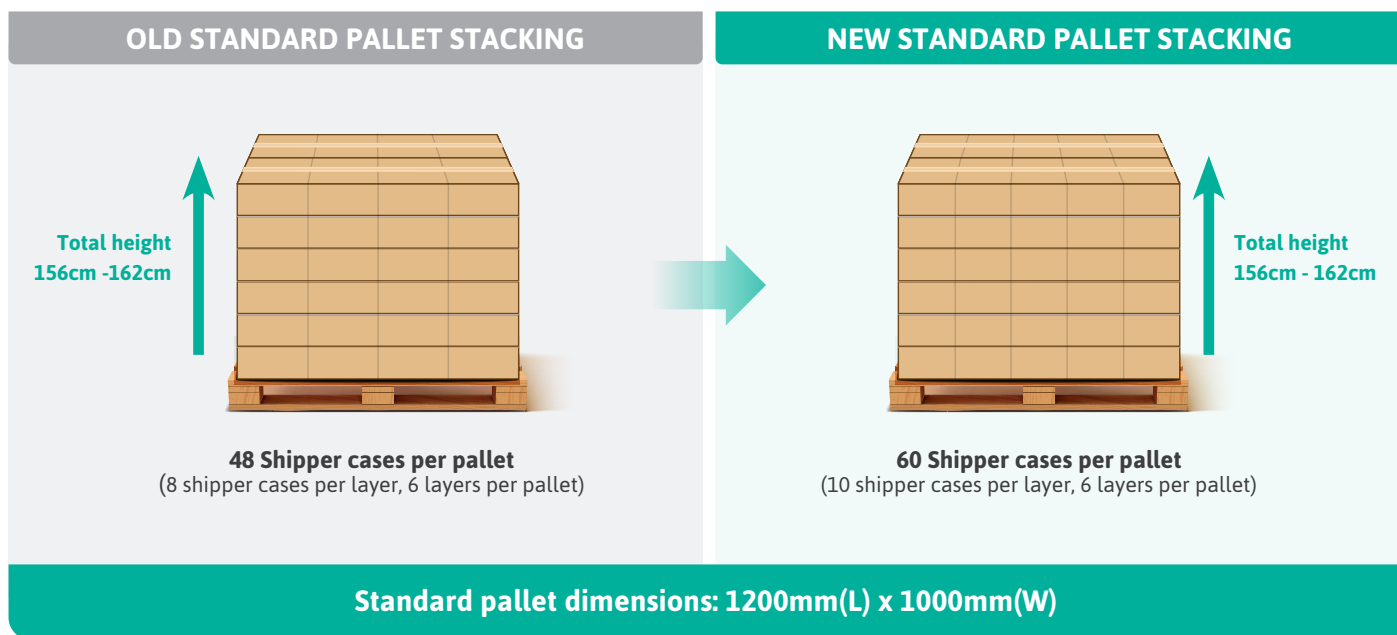 OLD STANDARD PALLET STACKING
NEW STANDARD PALLET STACKING
Total height
156cm -162cm
Total height
156cm - 162cm
48 Shipper cases per pallet
(8 shipper cases per layer, 6 layers per pallet)
60 Shipper cases per pallet
(10 shipper cases per layer, 6 layers per pallet)
Standard pallet dimensions: 1200mm(L) x 1000mm(W)